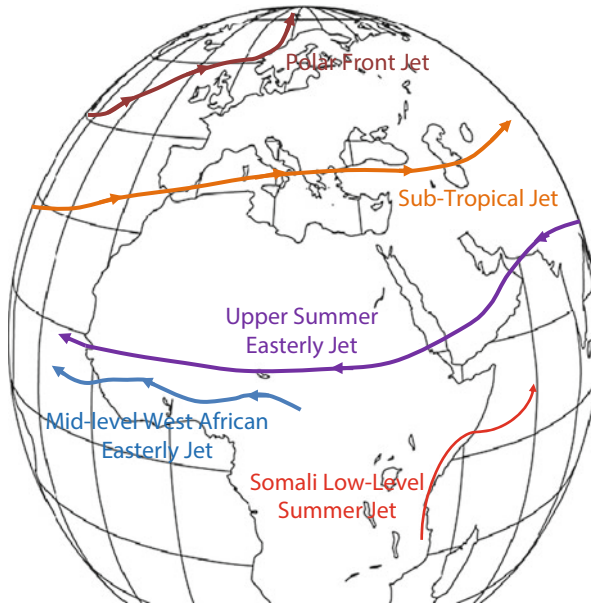 Polar Front Jet
Sub-Tropical Jet
Upper Summer
Easterly Jet
Mid-level West African
Easterly Jet
Somali Low-Level
Summer Jet